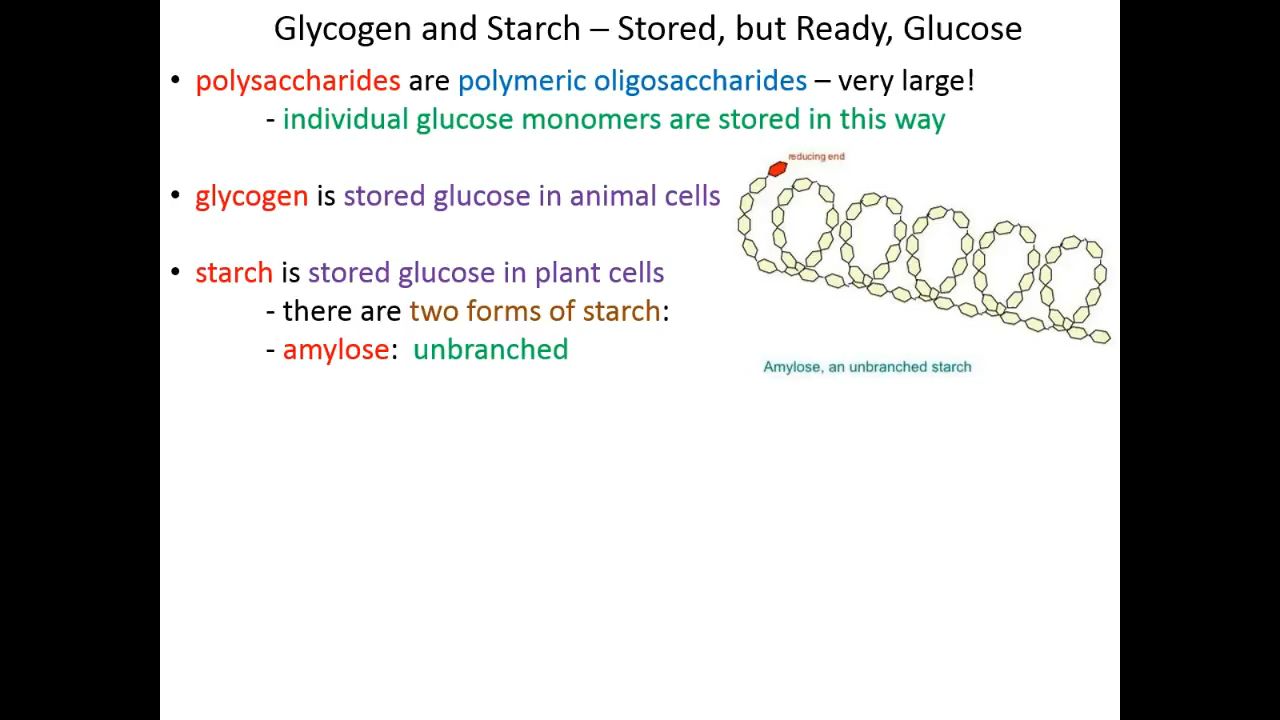 Glycogen and Starch – Stored, but Ready, Glucose
• polysaccharides are polymeric oligosaccharides – very large!
- individual glucose monomers are stored in this way
reducing end
• glycogen is stored glucose in animal cells
• starch is stored glucose in plant cells
- there are two forms of starch:
- amylose: unbranched
Amylose, an unbranched starch